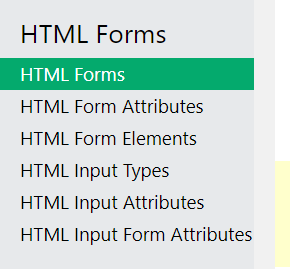 HTML Forms
HTML Forms
HTML Form Attributes
HTML Form Elements
HTML Input Types
HTML Input Attributes
HTML Input Form Attributes